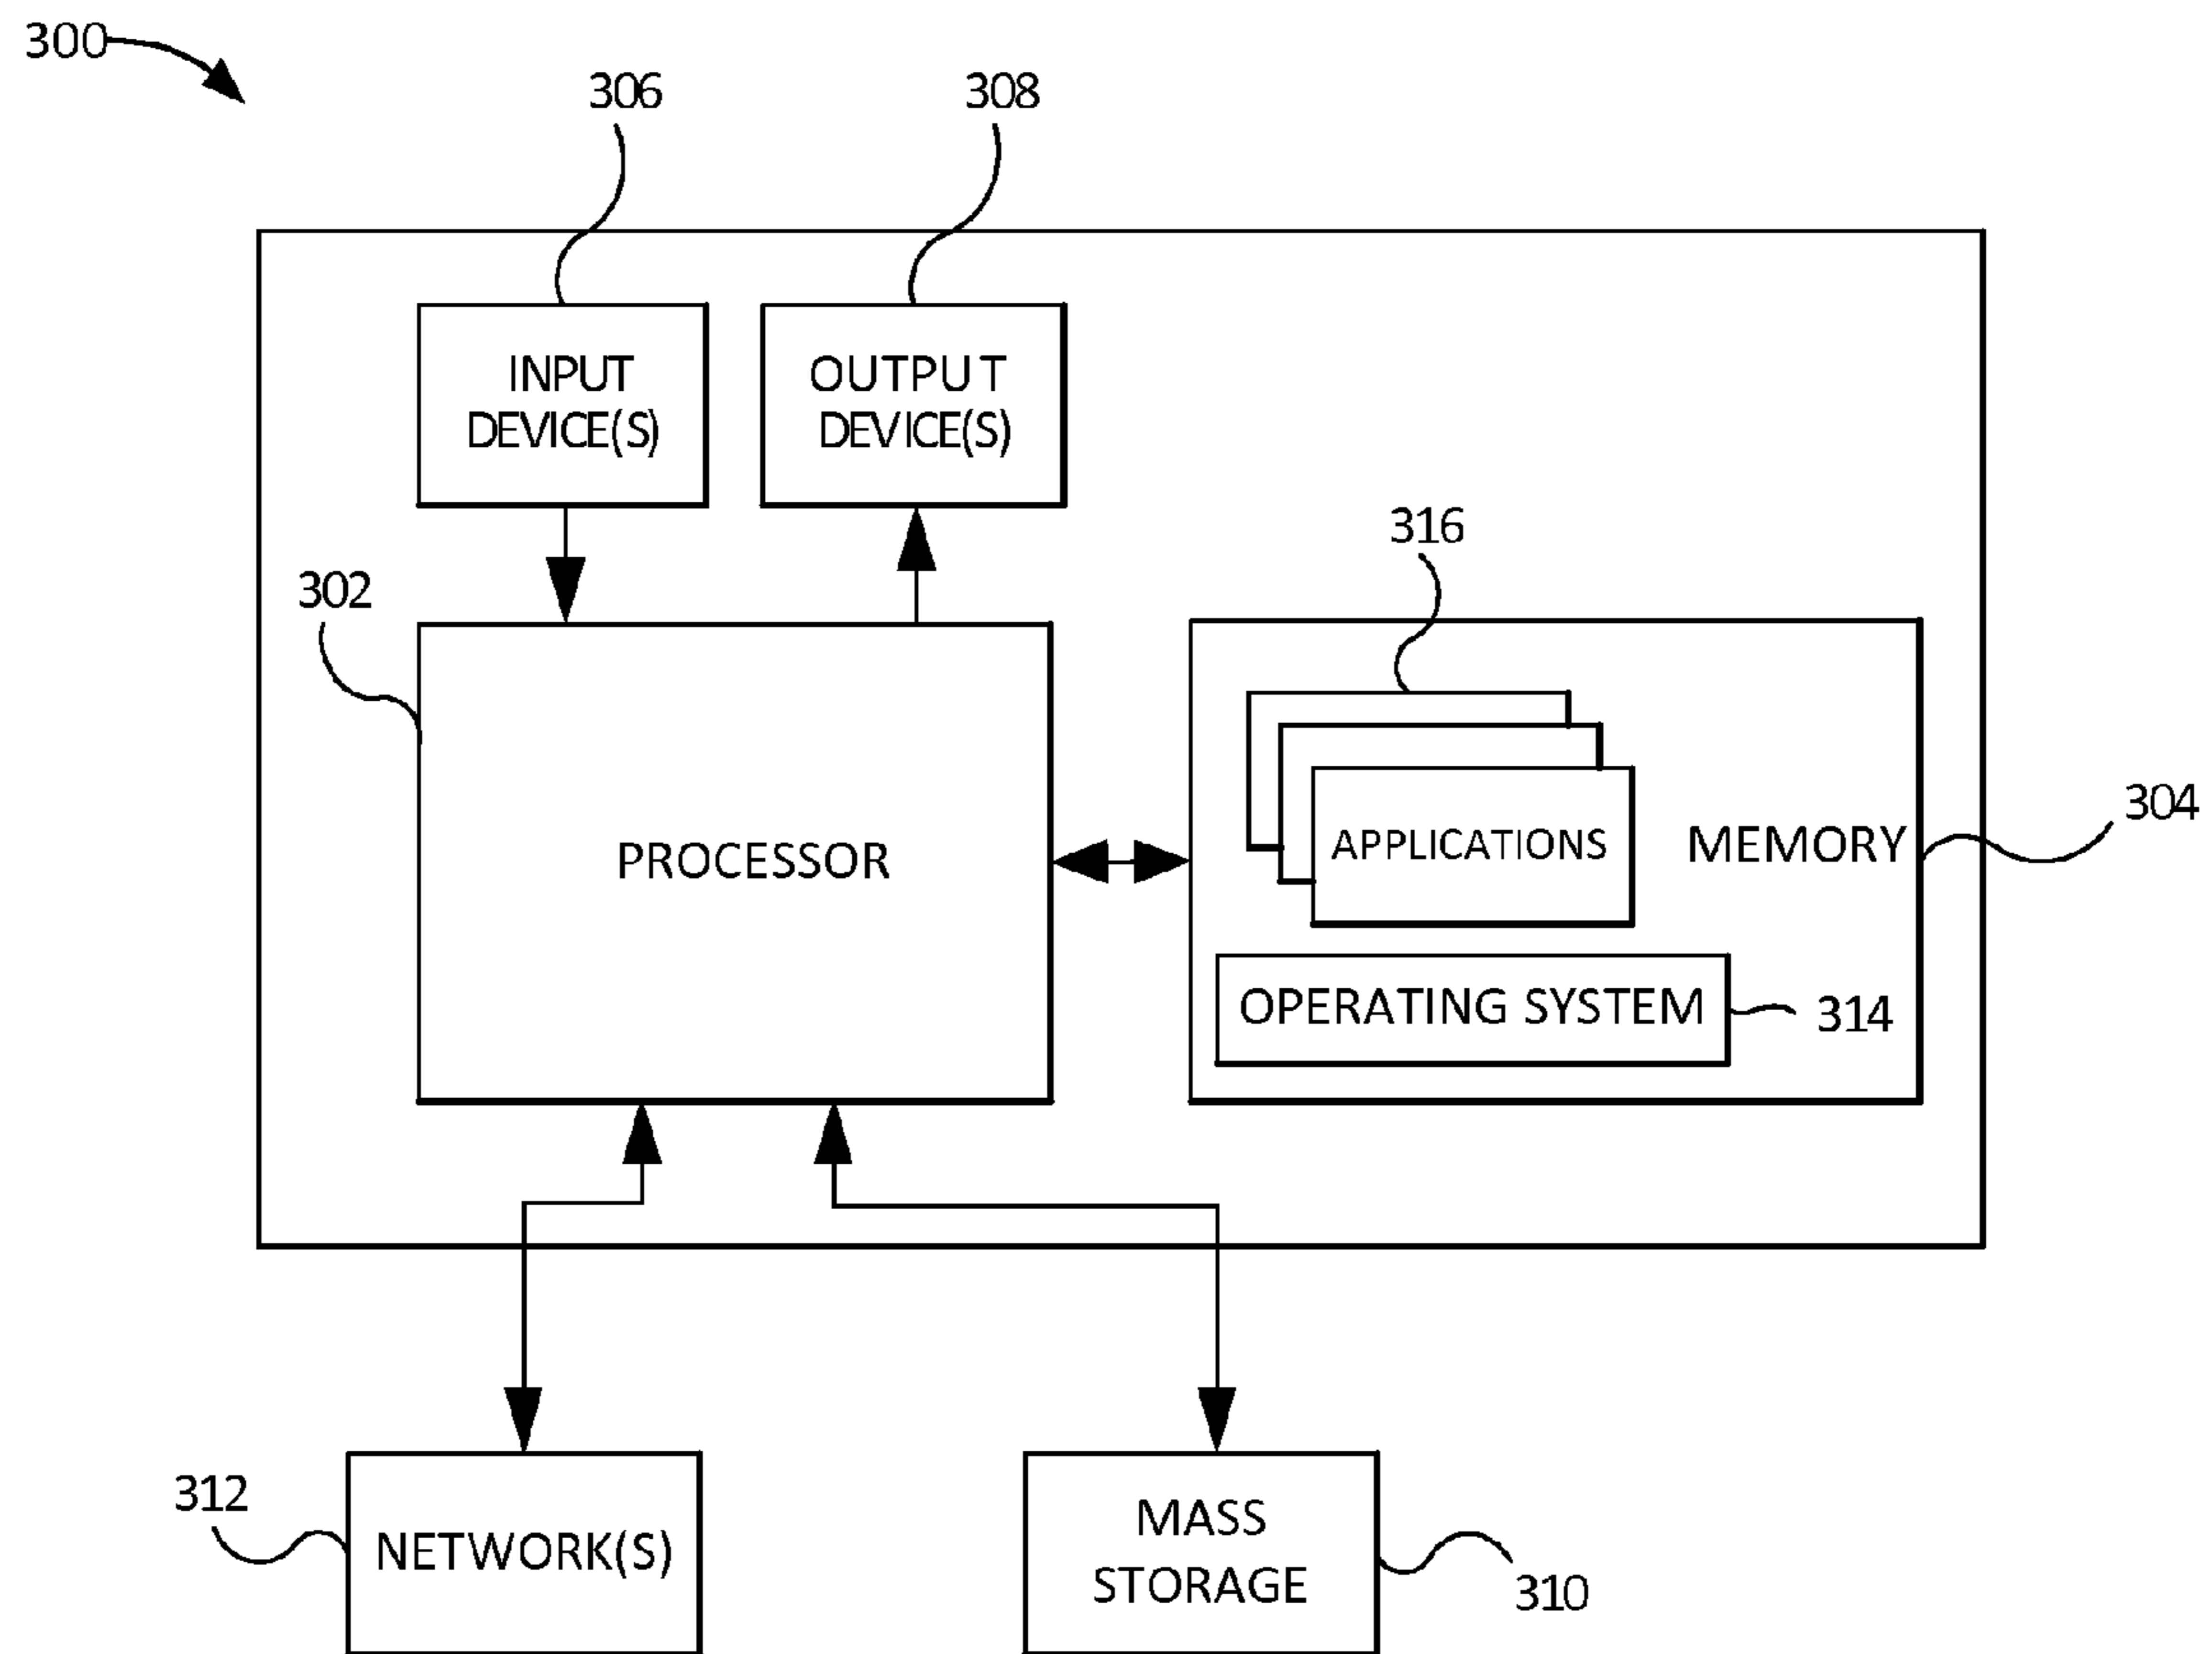 300
306
308
INPUT
DEVICE(S)
OUTPUT
DEVICE(S)
316
302
304
PROCESSOR
APPLICATIONS
MEMORY
OPERATING SYSTEM
314
312
NETWORK(S)
MASS
STORAGE
310